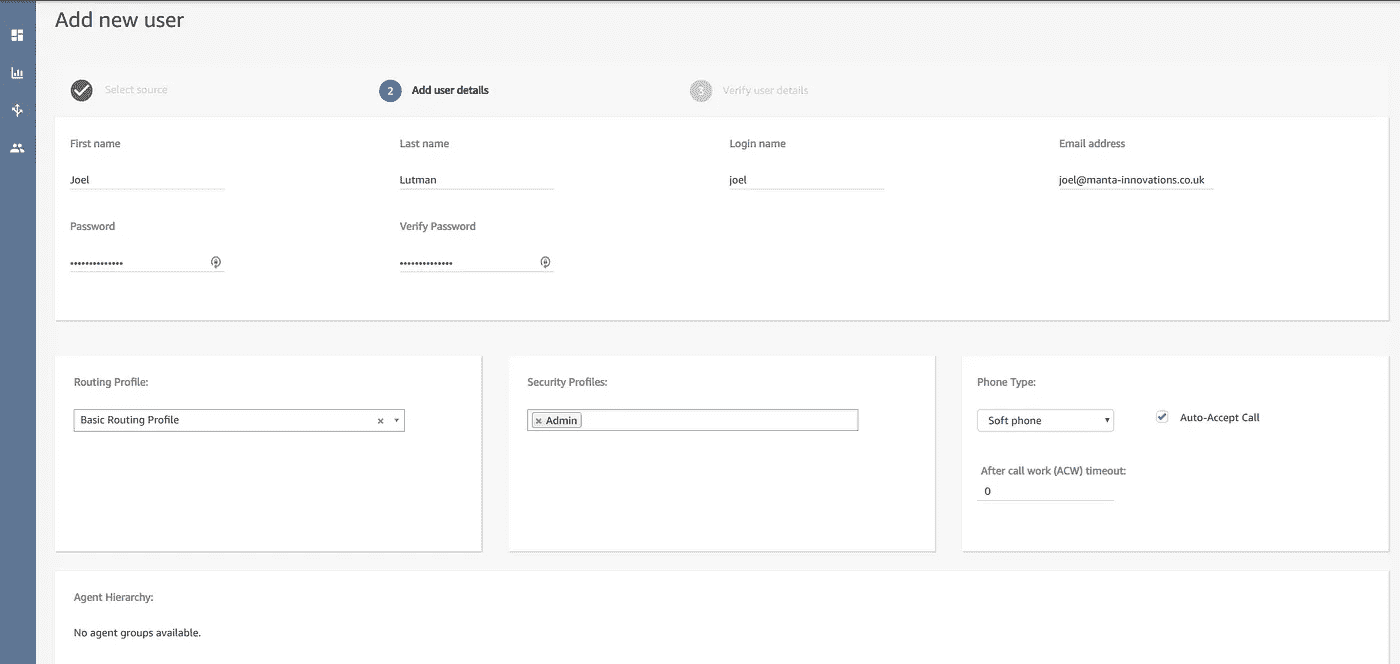 Add new user
Select source
2 Add user details
3 Verify user details
First name Last name Login name Email address
Joel Lutman joel joel@manta-innovations.co.uk
Password Verify Password
•••••••••••••• ••••••••••••••
Routing Profile: Security Profiles: Phone Type:
Basic Routing Profile × Admin Soft phone Auto-Accept Call
After call work (ACW) timeout:
0
Agent Hierarchy:
No agent groups available.